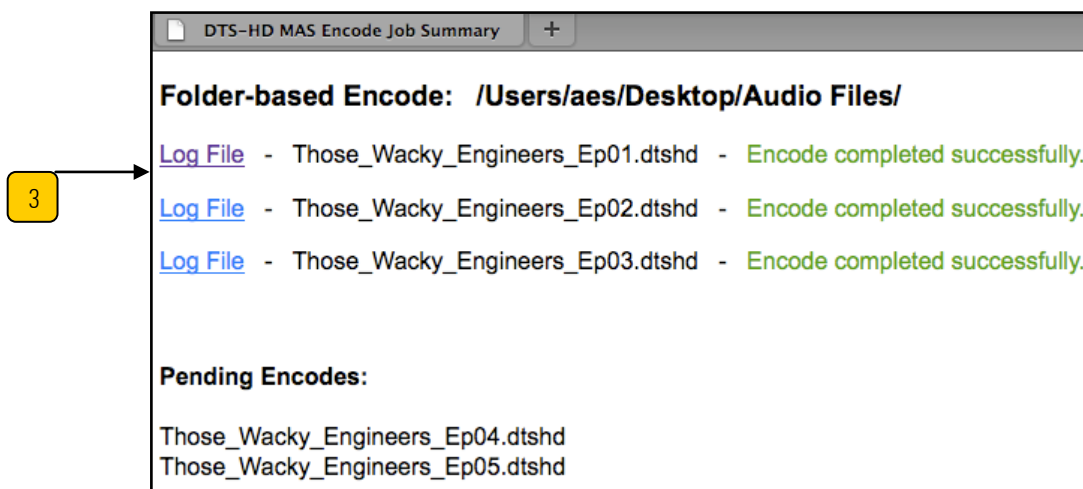 DTS-HD MAS Encode Job Summary +
Folder-based Encode: /Users/aes/Desktop/Audio Files/
Log File - Those_Wacky_Engineers_Ep01.dtshd - Encode completed successfully.
3
Log File - Those_Wacky_Engineers_Ep02.dtshd - Encode completed successfully.
Log File - Those_Wacky_Engineers_Ep03.dtshd - Encode completed successfully.
Pending Encodes:
Those_Wacky_Engineers_Ep04.dtshd
Those_Wacky_Engineers_Ep05.dtshd